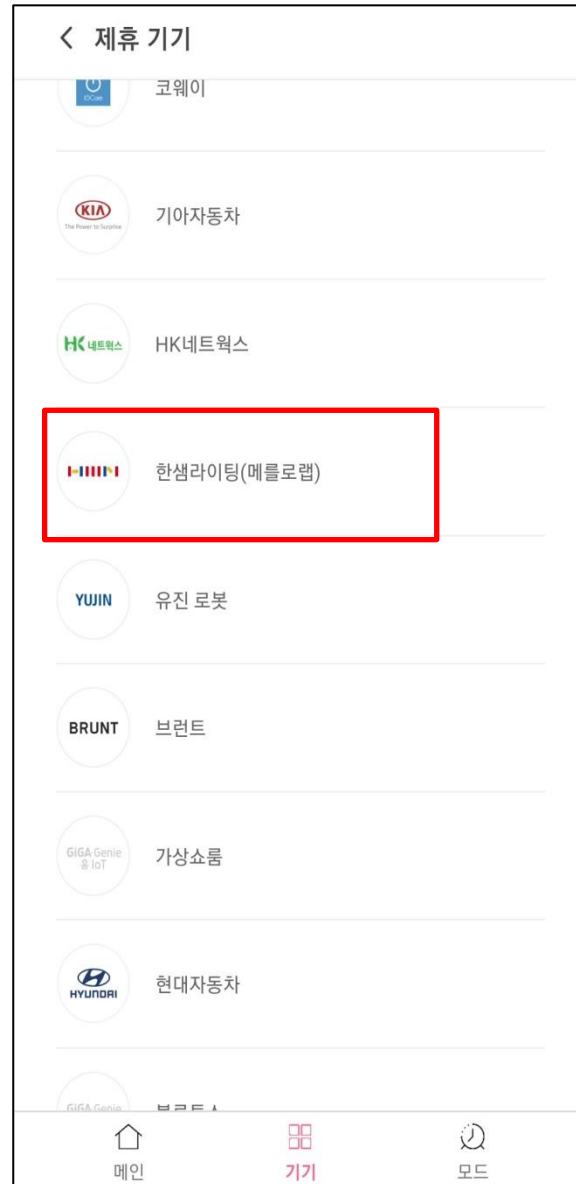 제휴 기기
IOCare
코웨이
KIA
The Power to Surprise
기아자동차
HK 네트웍스
HK네트웍스
한샘라이팅(메를로랩)
YUJIN
유진 로봇
BRUNT
브런트
GiGA Genie
홈 IoT
가상쇼룸
HYUNDAI
현대자동차
GiGA Genie
메인
기기
모드